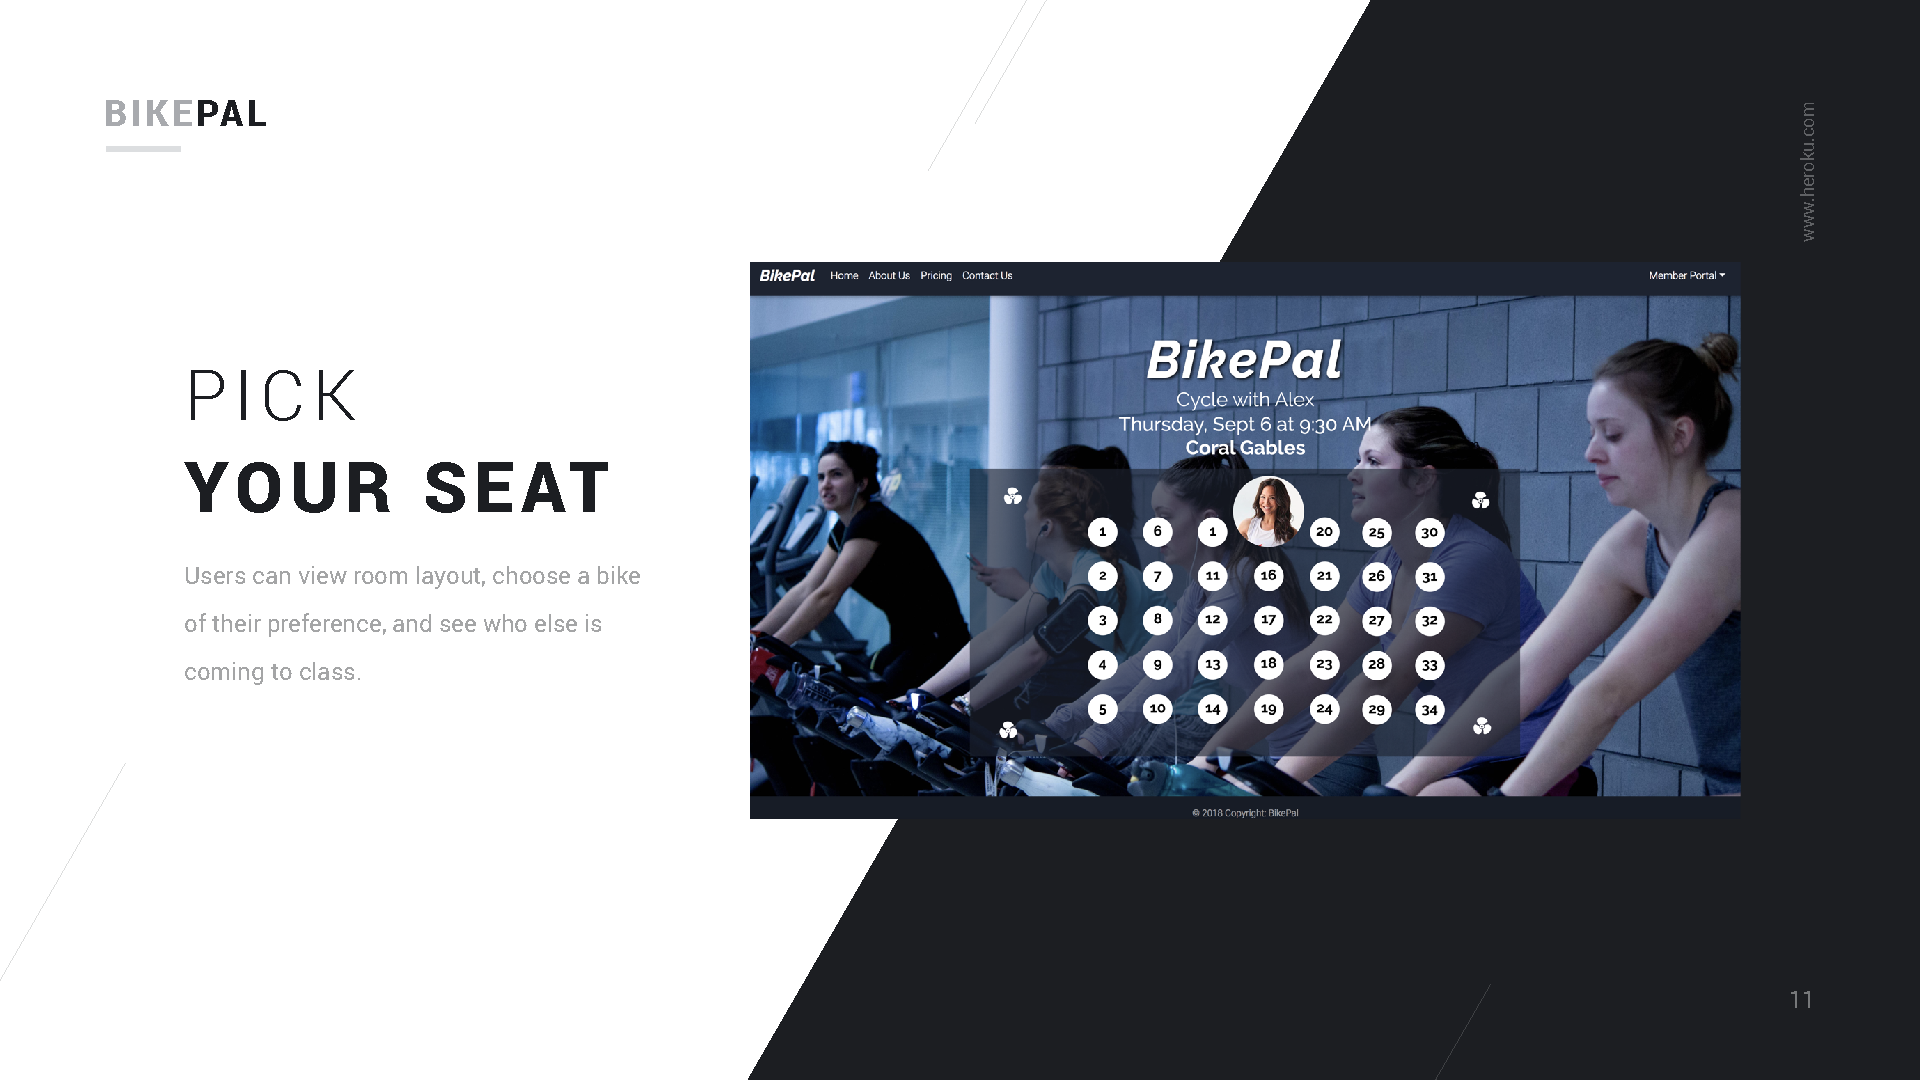 BIKEPAL
www.heroku.com
PICK
YOUR SEAT
Users can view room layout, choose a bike
of their preference, and see who else is
coming to class.
BikePal Home About Us Pricing Contact Us Member Portal
BikePal
Cycle with Alex
Thursday, Sept 6 at 9:30 AM
Coral Gables
1 6 1 20 25 30
2 7 11 16 21 26 31
3 8 12 17 22 27 32
4 9 13 18 23 28 33
5 10 14 19 24 29 34
© 2018 Copyright: BikePal
11